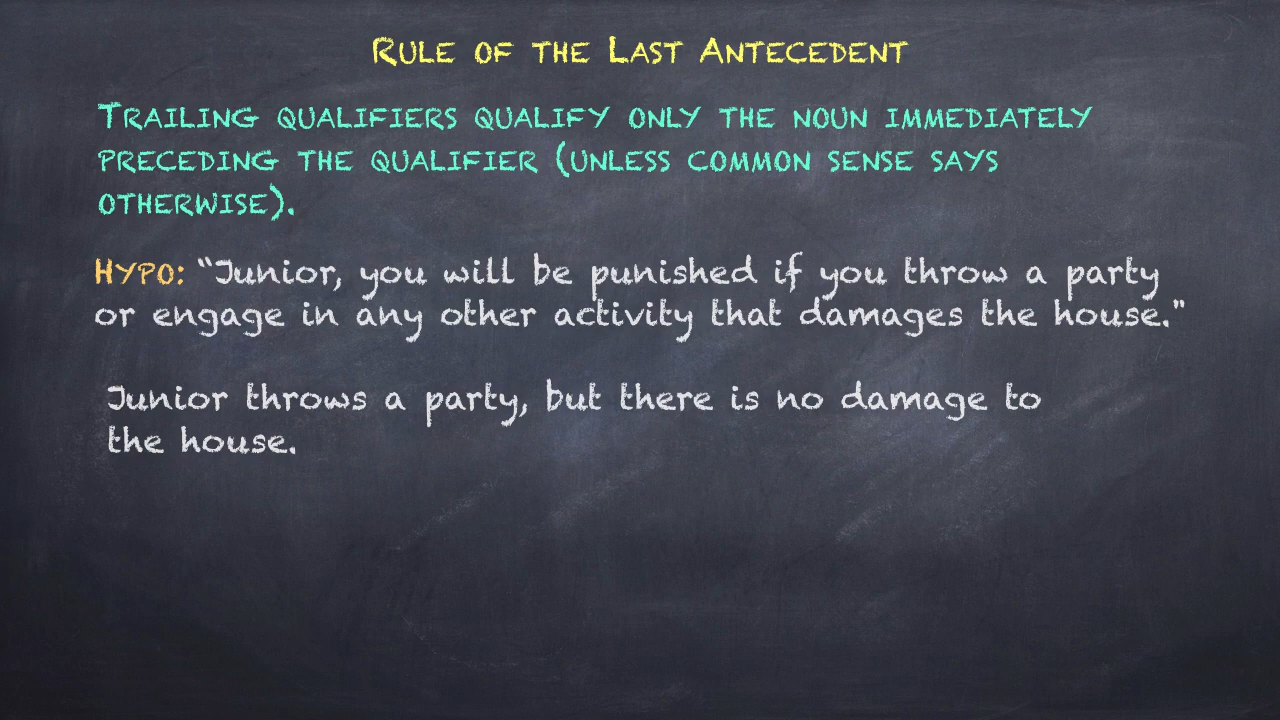 Rule of the Last Antecedent
Trailing qualifiers qualify only the noun immediately
preceding the qualifier (unless common sense says
otherwise).
Hypo: “Junior, you will be punished if you throw a party
or engage in any other activity that damages the house."
Junior throws a party, but there is no damage to
the house.